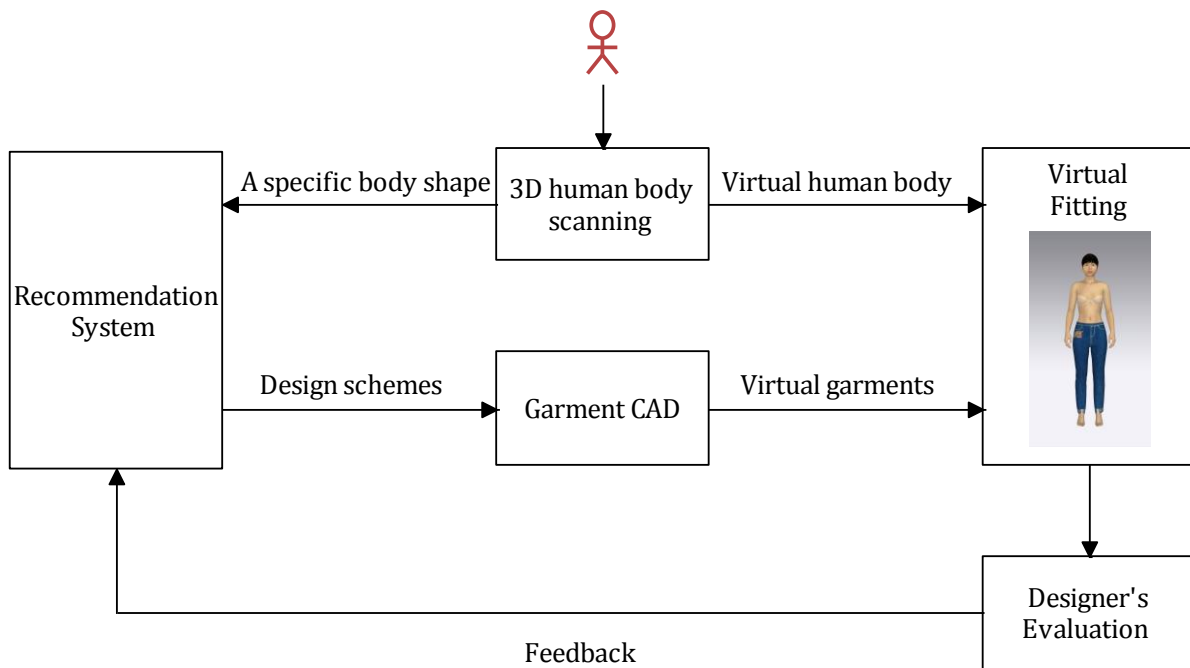 A specific body shape
3D human body
scanning
Virtual human body
Virtual
Fitting
Recommendation
System
Design schemes
Garment CAD
Virtual garments
Designer's
Evaluation
Feedback